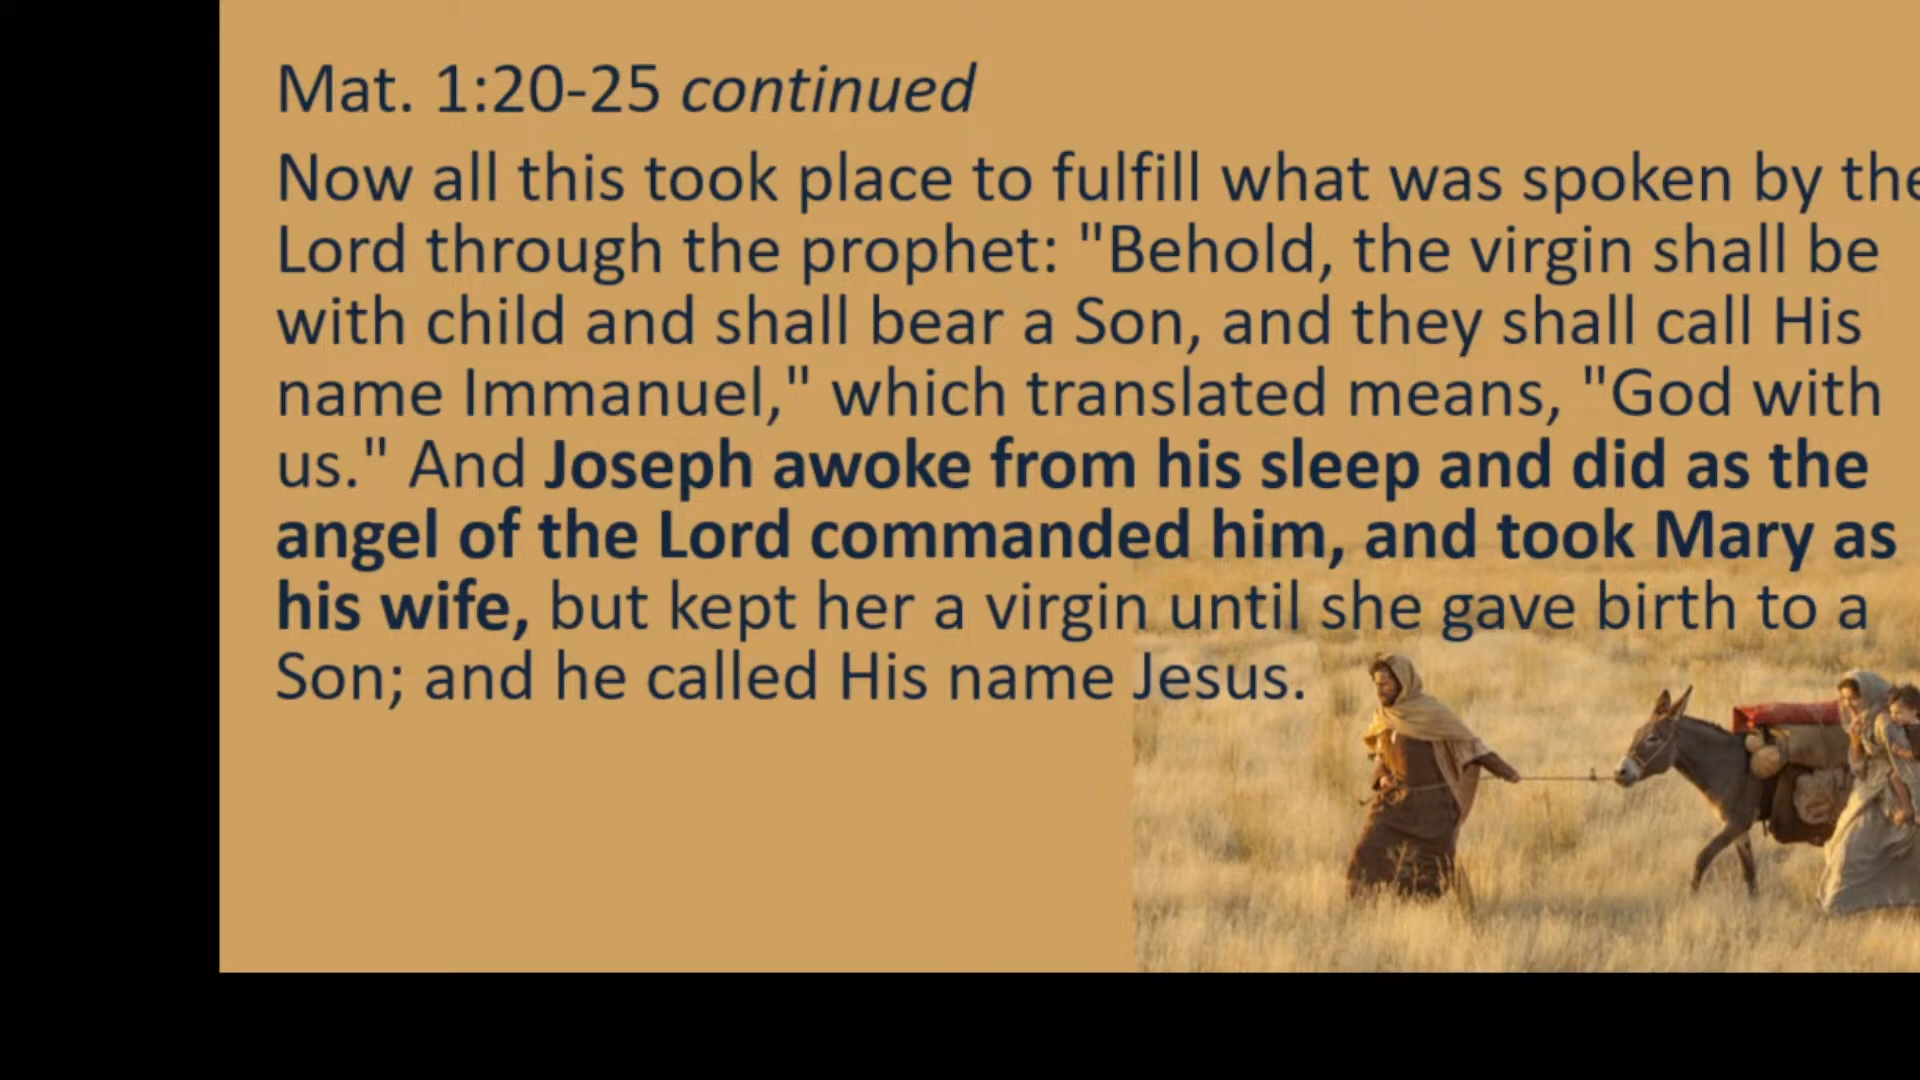 Mat. 1:20-25 continued
Now all this took place to fulfill what was spoken by the
Lord through the prophet: "Behold, the virgin shall be
with child and shall bear a Son, and they shall call His
name Immanuel," which translated means, "God with
us." And Joseph awoke from his sleep and did as the
angel of the Lord commanded him, and took Mary as
his wife, but kept her a virgin until she gave birth to a
Son; and he called His name Jesus.